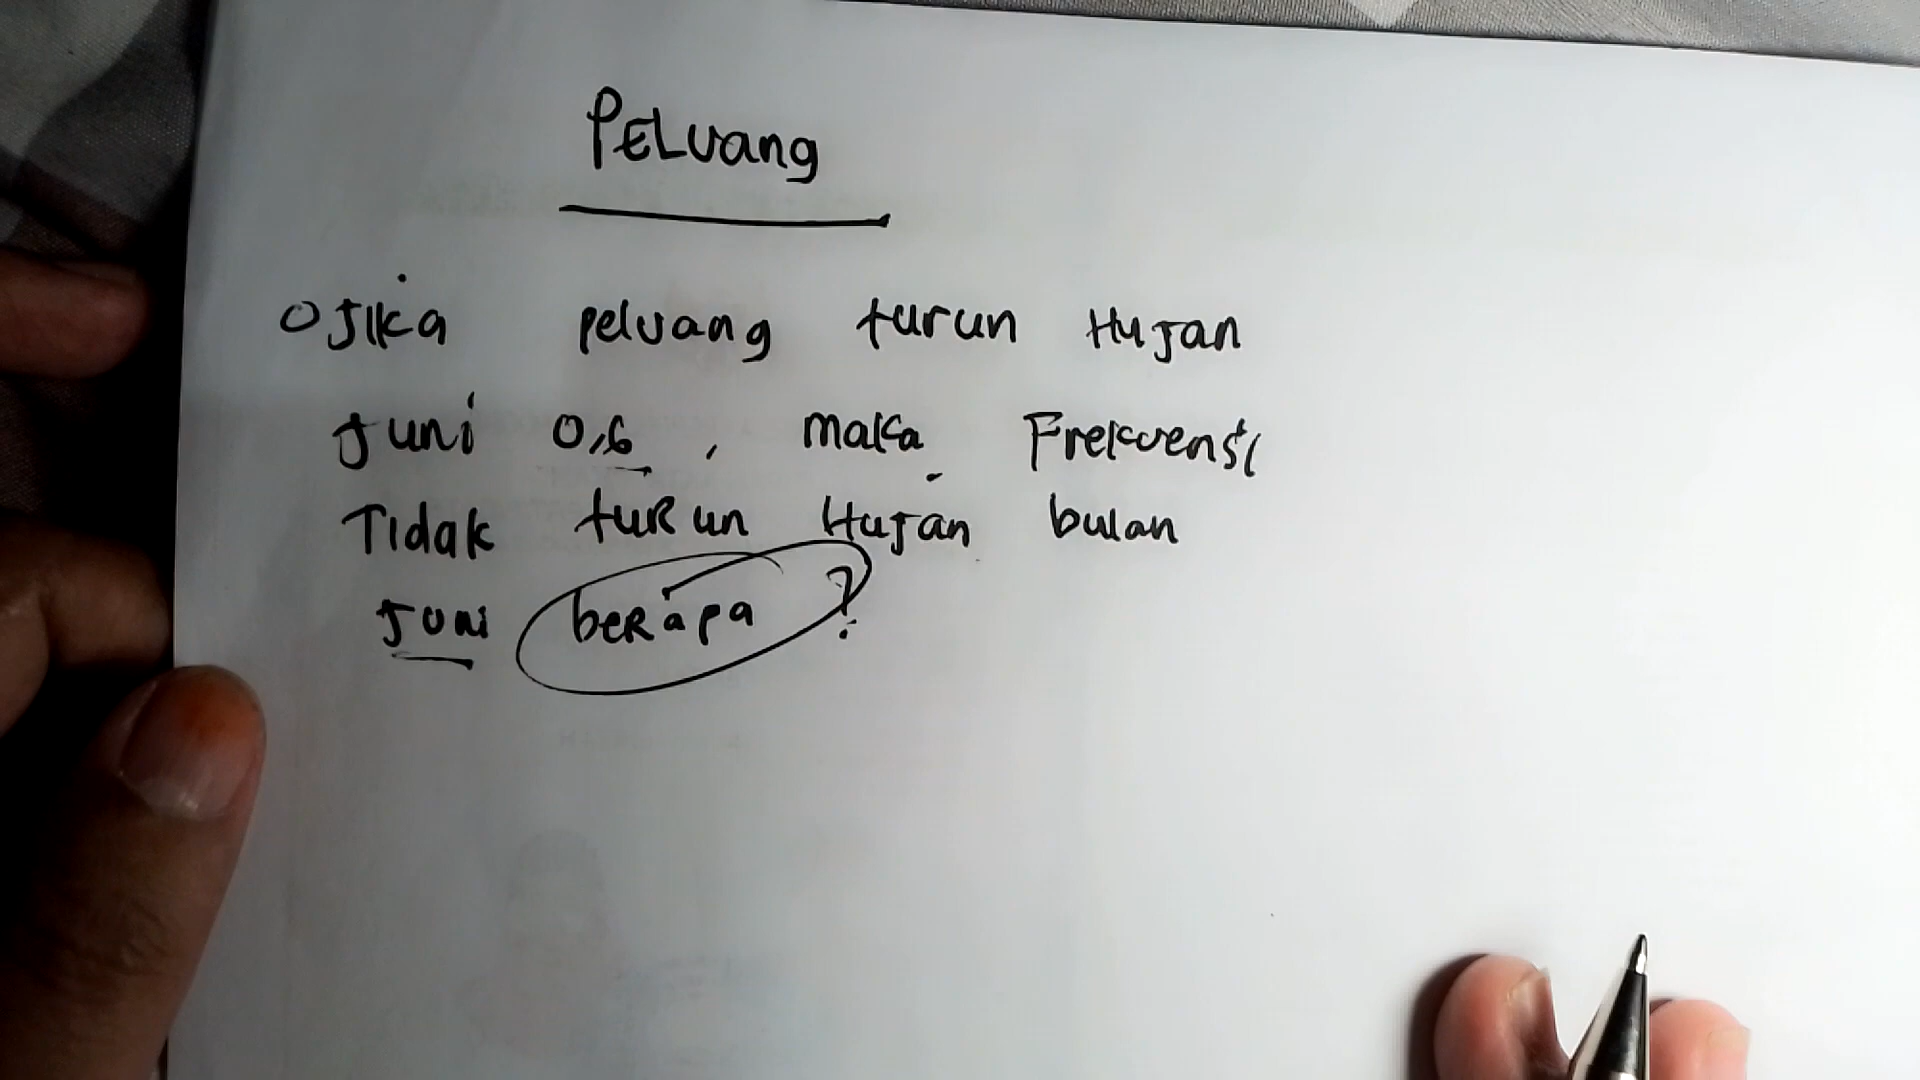 PELuang
O Jika peluang turun Hujan
Juni 0,6 , maka Frekuensi
Tidak tuRun Hujan bulan
Juni beRapa ?